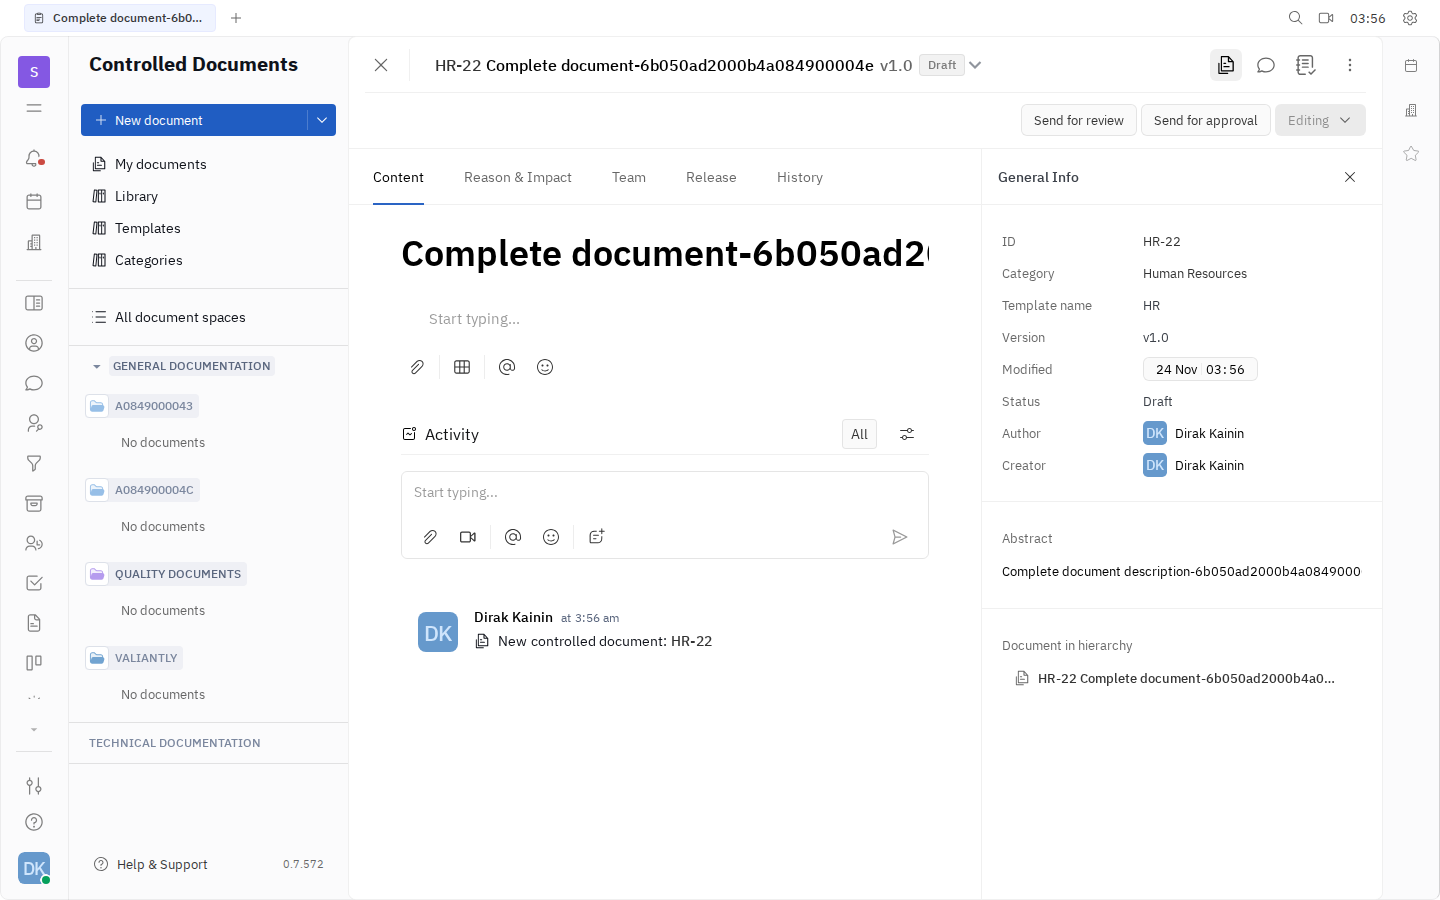 Complete document-6b0...
03:56
S
Controlled Documents
New document
My documents
Library
Templates
Categories
All document spaces
GENERAL DOCUMENTATION
A0849000043
No documents
A084900004C
No documents
QUALITY DOCUMENTS
No documents
VALIANTLY
No documents
TECHNICAL DOCUMENTATION
Help & Support 0.7.572
DK
HR-22 Complete document-6b050ad2000b4a084900004e v1.0 Draft
Send for review Send for approval Editing
Content Reason & Impact Team Release History
Complete document-6b050ad2
Start typing...
Activity All
Start typing...
DK
Dirak Kainin at 3:56 am
New controlled document: HR-22
General Info
ID HR-22
Category Human Resources
Template name HR
Version v1.0
Modified 24 Nov 03:56
Status Draft
Author DK Dirak Kainin
Creator DK Dirak Kainin
Abstract
Complete document description-6b050ad2000b4a0849000
Document in hierarchy
HR-22 Complete document-6b050ad2000b4a0...